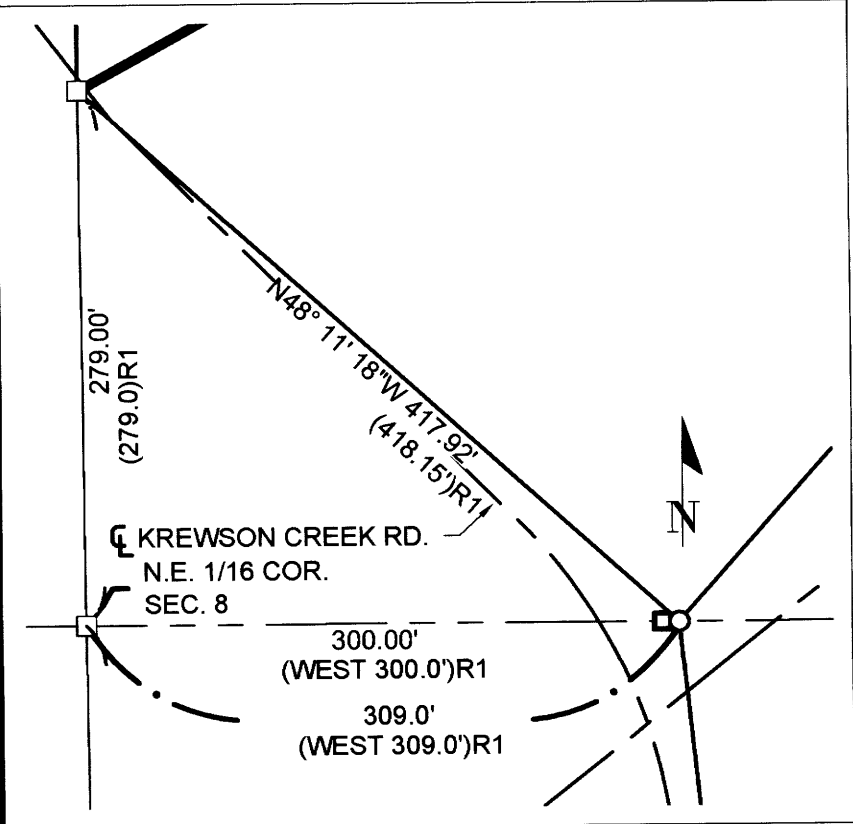 279.00'
(279.0)R1
N48° 11' 18"W 417.92'
(418.15')R1
N
℄ KREWSON CREEK RD.
N.E. 1/16 COR.
SEC. 8
300.00'
(WEST 300.0')R1
309.0'
(WEST 309.0')R1